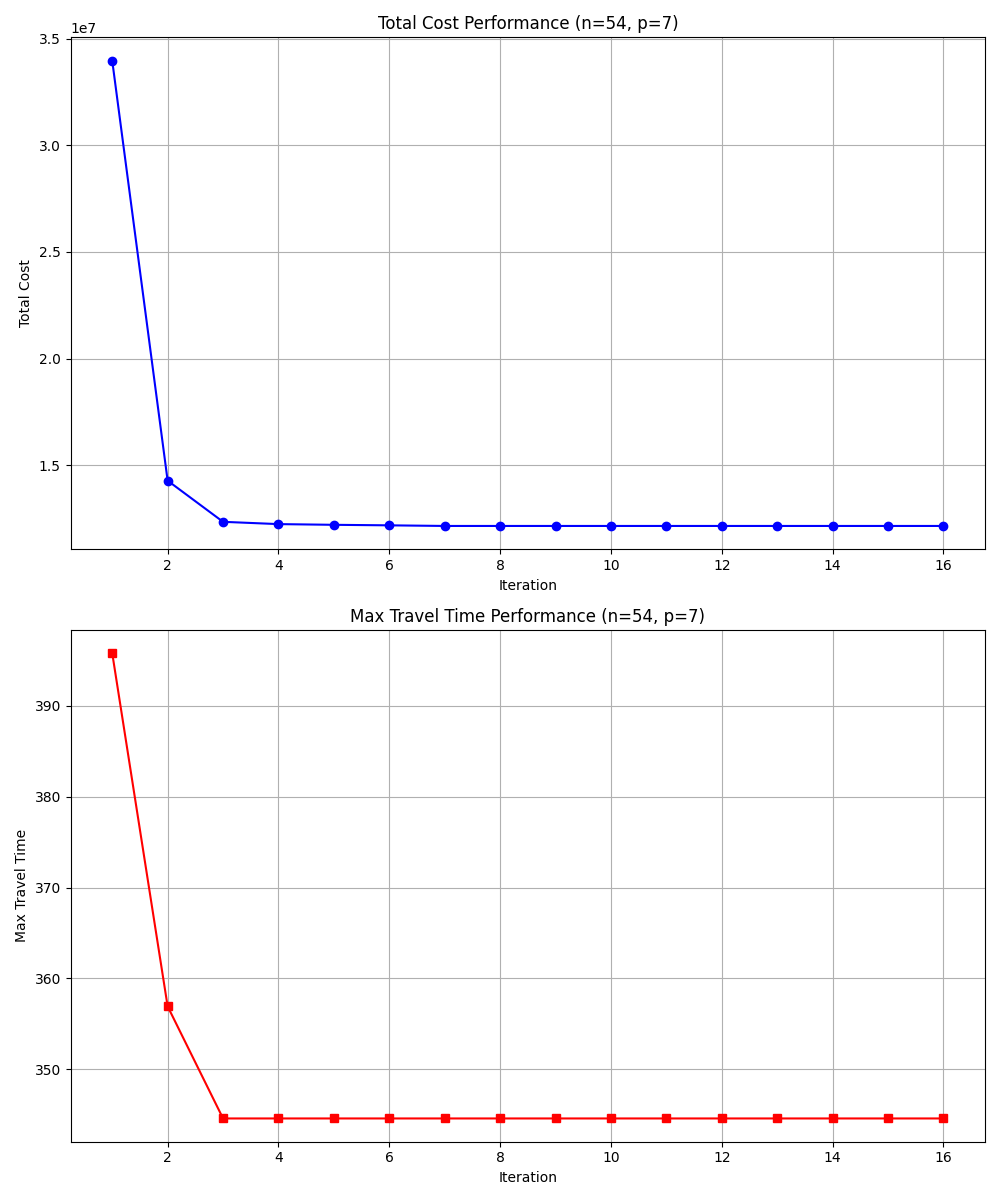 Total Cost Performance (n=54, p=7)
1e7
3.5
3.0
2.5
2.0
1.5
Total Cost
2 4 6 8 10 12 14 16
Iteration
Max Travel Time Performance (n=54, p=7)
390
380
370
360
350
Max Travel Time
2 4 6 8 10 12 14 16
Iteration